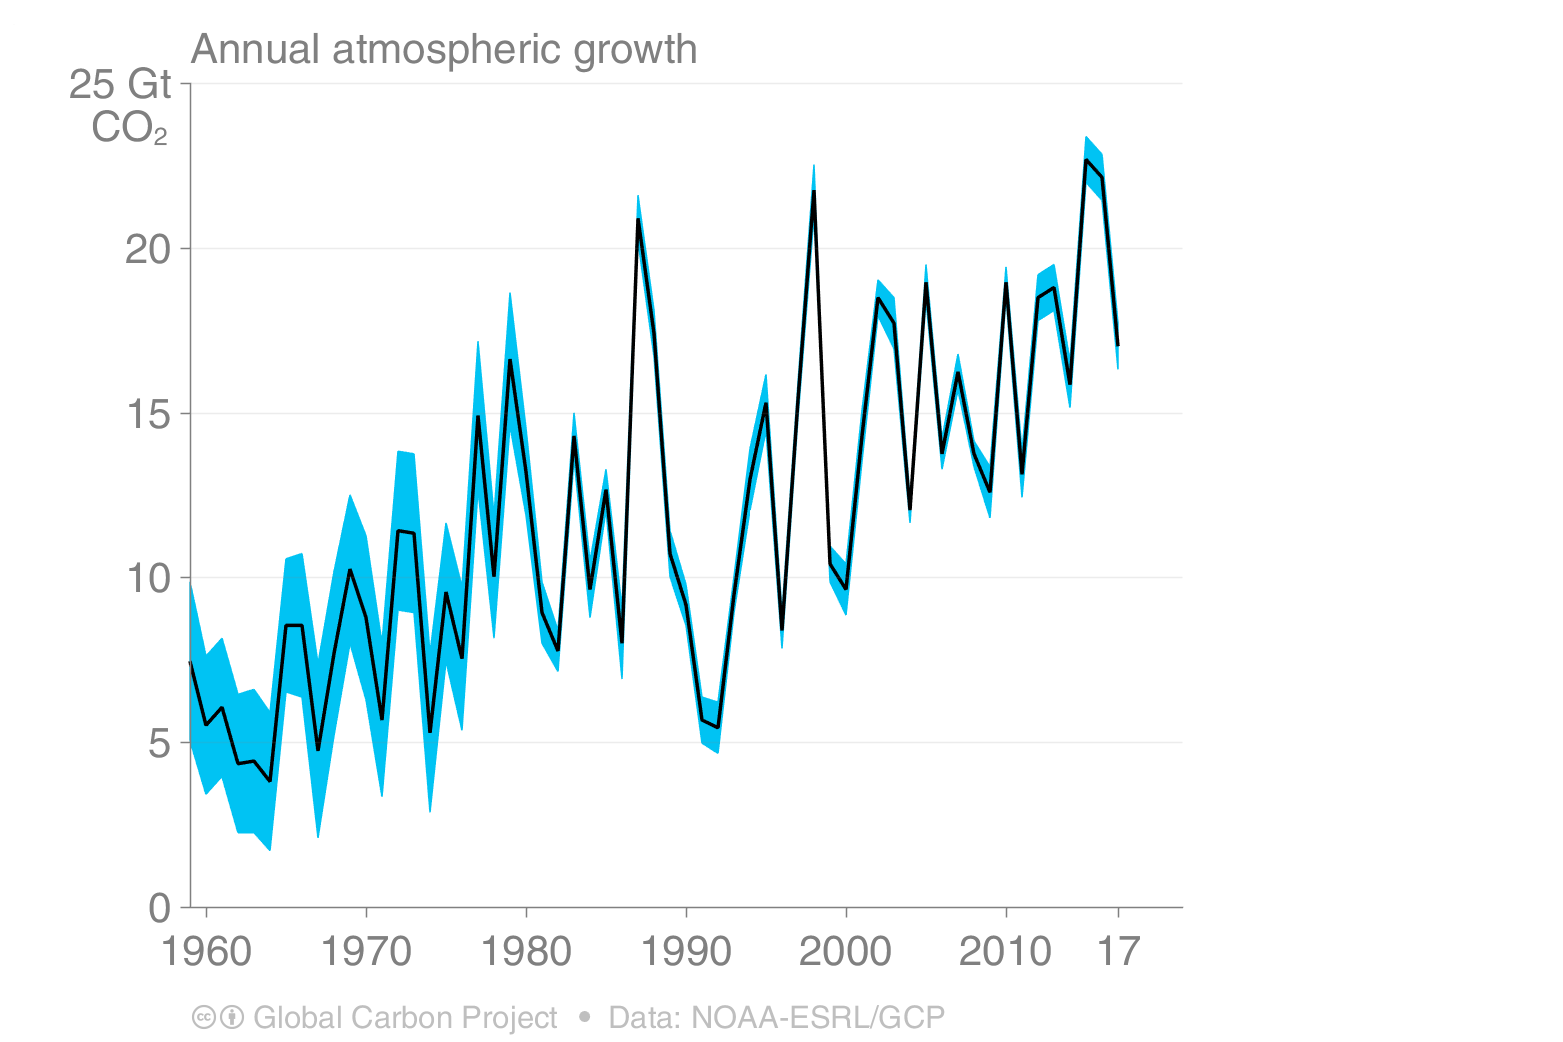 Annual atmospheric growth
25 Gt
CO₂
20
15
10
5
0
1960 1970 1980 1990 2000 2010 17
cc Global Carbon Project • Data: NOAA-ESRL/GCP